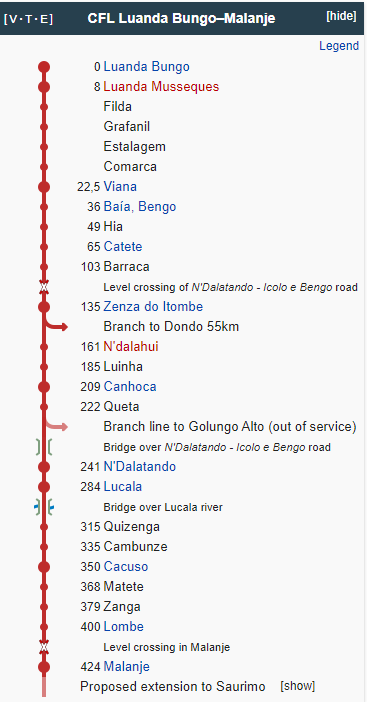 [V·T·E] CFL Luanda Bungo–Malanje [hide]
Legend
0 Luanda Bungo
8 Luanda Musseques
Filda
Grafanil
Estalagem
Comarca
22,5 Viana
36 Baía, Bengo
49 Hia
65 Catete
103 Barraca
Level crossing of N'Dalatando - Icolo e Bengo road
135 Zenza do Itombe
Branch to Dondo 55km
161 N'dalahui
185 Luinha
209 Canhoca
222 Queta
Branch line to Golungo Alto (out of service)
Bridge over N'Dalatando - Icolo e Bengo road
241 N'Dalatando
284 Lucala
Bridge over Lucala river
315 Quizenga
335 Cambunze
350 Cacuso
368 Matete
379 Zanga
400 Lombe
Level crossing in Malanje
424 Malanje
Proposed extension to Saurimo [show]